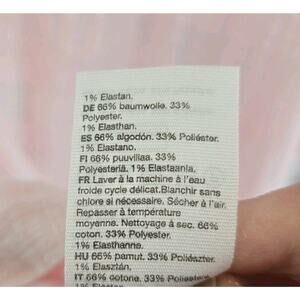 1% Elastan.
DE 66% baumwolle. 33%
Polyester.
1% Elasthan.
ES 66% algodón. 33% Poliéster.
1% Elastano.
FI 66% puuvillaa. 33%
Polyesteriä. 1% Elastaania.
FR Laver à la machine à l'eau
froide cycle délicat.Blanchir sans
chlore si nécessaire. Sécher à l'air.
Repasser à température
moyenne. Nettoyage à sec. 66%
coton. 33% Polyester.
1% Elasthanne.
HU 66% pamut. 33% Poliészter.
1% Elasztán.
IT 66% cotone. 33% Poliestere.